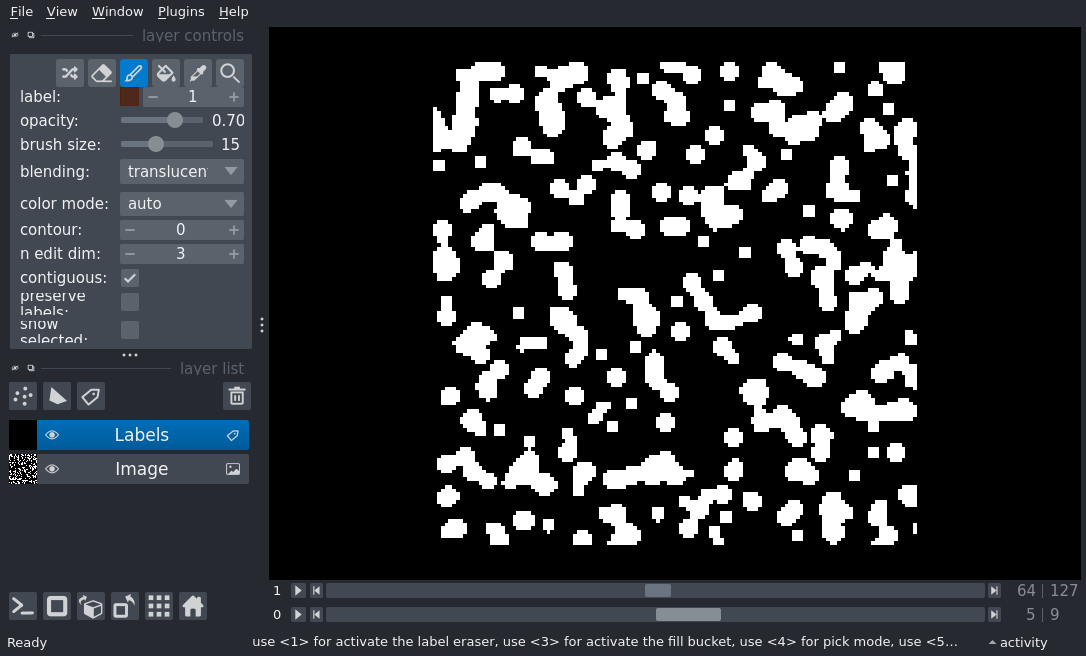 File View Window Plugins Help
layer controls
label: 1
opacity: 0.70
brush size: 15
blending: translucen
color mode: auto
contour: 0
n edit dim: 3
contiguous:
preserve
labels:
show
selected:
layer list
Labels
Image
1 64 127
0 5 9
Ready use <1> for activate the label eraser, use <3> for activate the fill bucket, use <4> for pick mode, use <5... activity